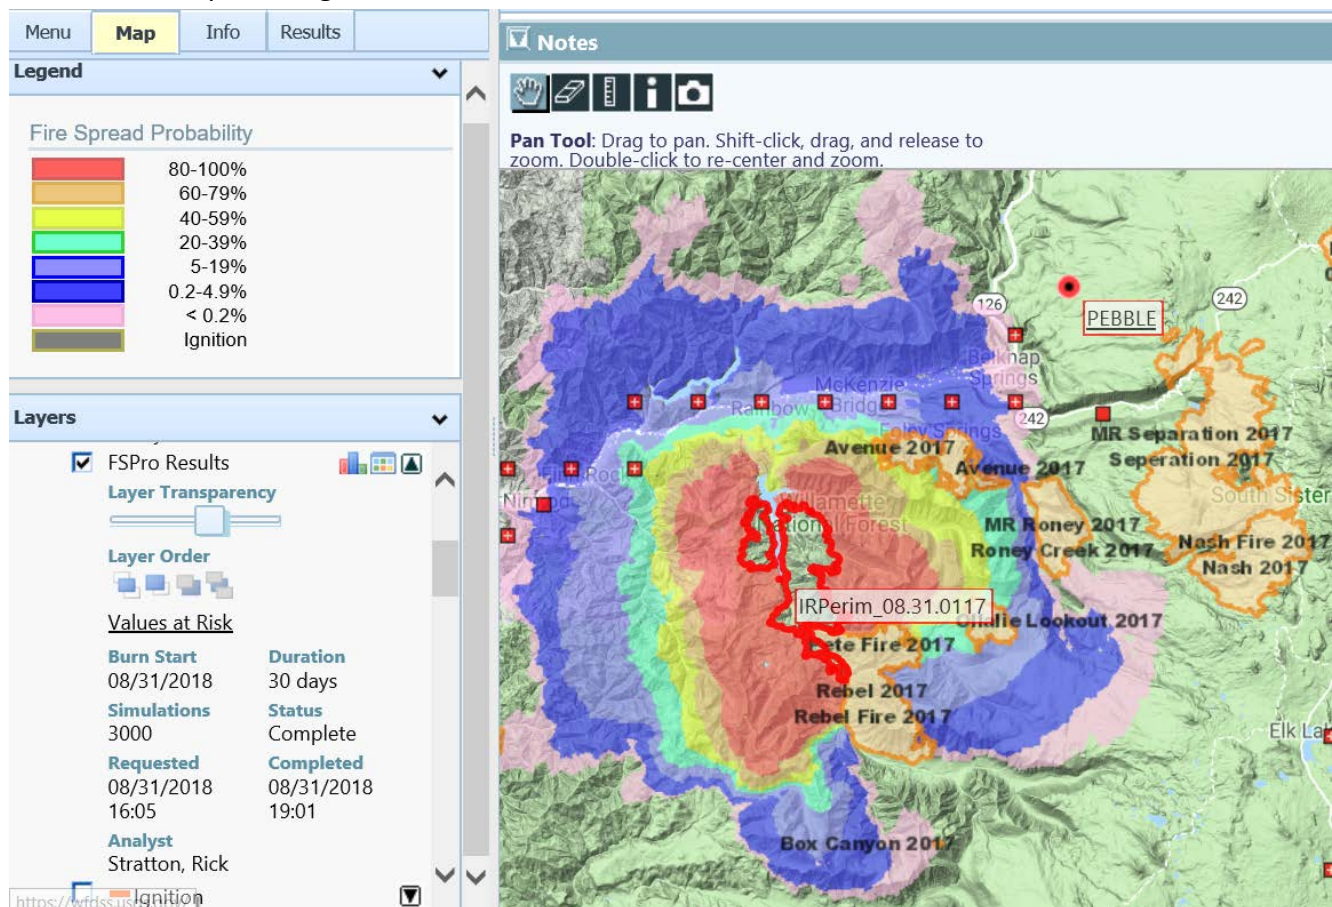 Menu
Map
Info
Results
Legend
Fire Spread Probability
80-100%
60-79%
40-59%
20-39%
5-19%
0.2-4.9%
< 0.2%
Ignition
Layers
FSPro Results
Layer Transparency
Layer Order
Values at Risk
Burn Start Duration
08/31/2018 30 days
Simulations Status
3000 Complete
Requested Completed
08/31/2018 08/31/2018
16:05 19:01
Analyst
Stratton, Rick
Ignition
Notes
Pan Tool: Drag to pan. Shift-click, drag, and release to
zoom. Double-click to re-center and zoom.
126
242
PEBBLE
Belknap
Springs
McKenzie
Bridge
Rainbow
242
Foley Springs
MR Separation 2017
Avenue 2017
Avenue 2017
Seperation 2017
South Sister
Willamette
National Forest
MR Roney 2017
Roney Creek 2017
Nash Fire 2017
Nash 2017
IRPerim_08.31.0117
Lookout 2017
Fire 2017
Rebel 2017
Rebel Fire 2017
Elk
Box Canyon 2017